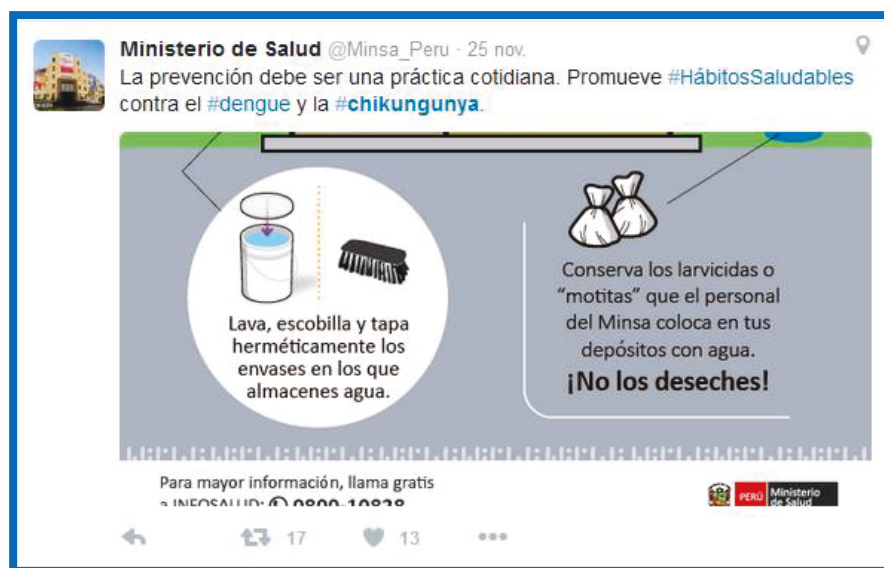 Ministerio de Salud @Minsa_Peru · 25 nov.
La prevención debe ser una práctica cotidiana. Promueve #HábitosSaludables
contra el #dengue y la #chikungunya.
Lava, escobilla y tapa
herméticamente los
envases en los que
almacenes agua.
Conserva los larvicidas o
“motitas” que el personal
del Minsa coloca en tus
depósitos con agua.
¡No los deseches!
Para mayor información, llama gratis
a INFOSALUD: 0800-10828
PERÚ Ministerio
de Salud
17 13